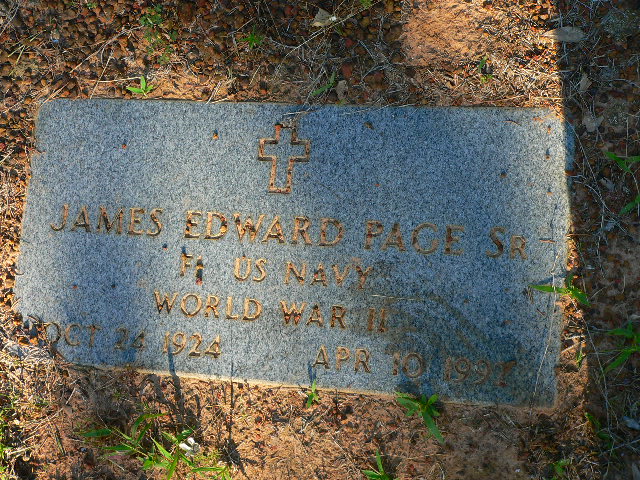 JAMES EDWARD PAGE SR
F1 US NAVY
WORLD WAR II
OCT 24 1924 APR 10 1997